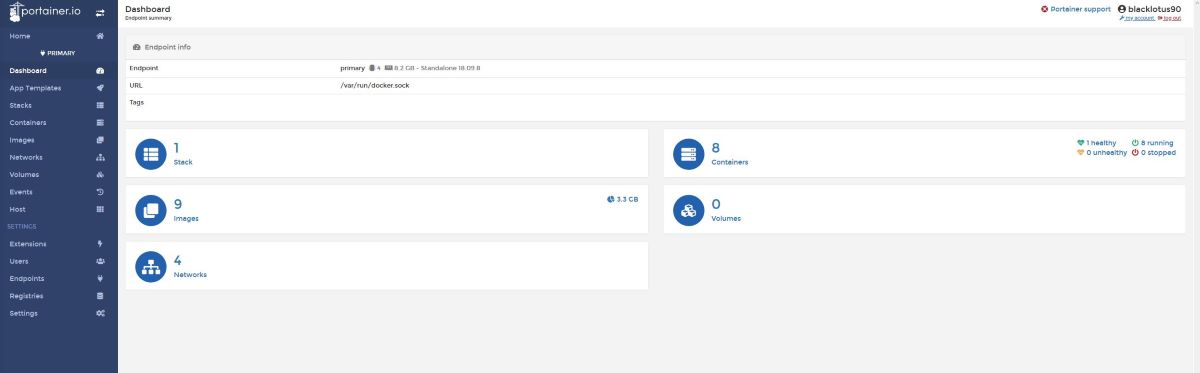 portainer.io
Home
PRIMARY
Dashboard
App Templates
Stacks
Containers
Images
Networks
Volumes
Events
Host
SETTINGS
Extensions
Users
Endpoints
Registries
Settings
Dashboard
Endpoint summary
Portainer support
blacklotus90
my account
log out
Endpoint info
Endpoint primary 4 8.2 GB - Standalone 18.09.8
URL /var/run/docker.sock
Tags
1
Stack
8
Containers
1 healthy 8 running
0 unhealthy 0 stopped
9
Images
3.3 GB
0
Volumes
4
Networks